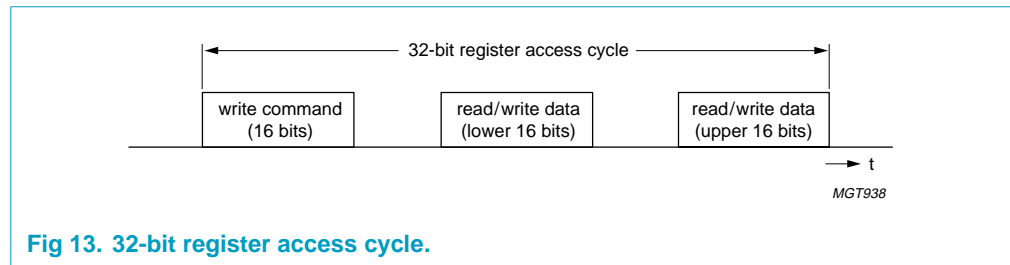 32-bit register access cycle
write command
(16 bits)
read/write data
(lower 16 bits)
read/write data
(upper 16 bits)
t
MGT938
Fig 13. 32-bit register access cycle.